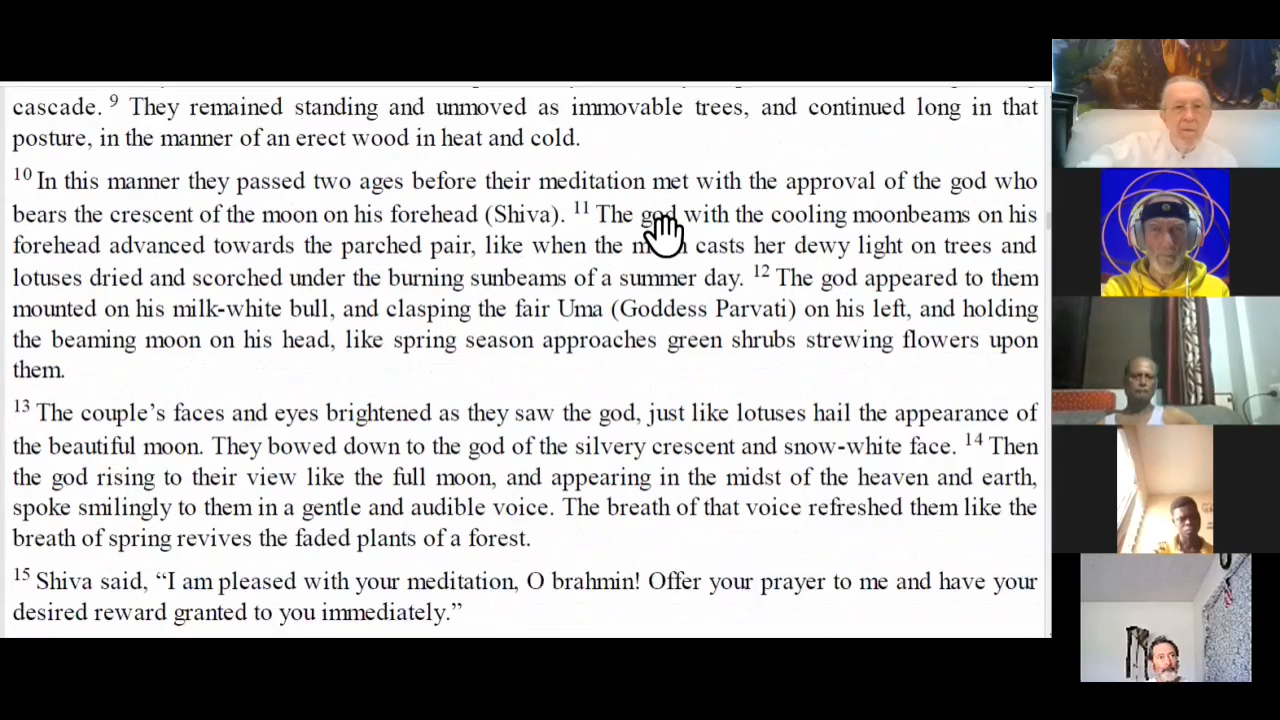 cascade. 9 They remained standing and unmoved as immovable trees, and continued long in that
posture, in the manner of an erect wood in heat and cold.
10 In this manner they passed two ages before their meditation met with the approval of the god who
bears the crescent of the moon on his forehead (Shiva). 11 The god with the cooling moonbeams on his
forehead advanced towards the parched pair, like when the casts her dewy light on trees and
lotuses dried and scorched under the burning sunbeams of a summer day. 12 The god appeared to them
mounted on his milk-white bull, and clasping the fair Uma (Goddess Parvati) on his left, and holding
the beaming moon on his head, like spring season approaches green shrubs strewing flowers upon
them.
13 The couple's faces and eyes brightened as they saw the god, just like lotuses hail the appearance of
the beautiful moon. They bowed down to the god of the silvery crescent and snow-white face. 14 Then
the god rising to their view like the full moon, and appearing in the midst of the heaven and earth,
spoke smilingly to them in a gentle and audible voice. The breath of that voice refreshed them like the
breath of spring revives the faded plants of a forest.
15 Shiva said, “I am pleased with your meditation, O brahmin! Offer your prayer to me and have your
desired reward granted to you immediately.”